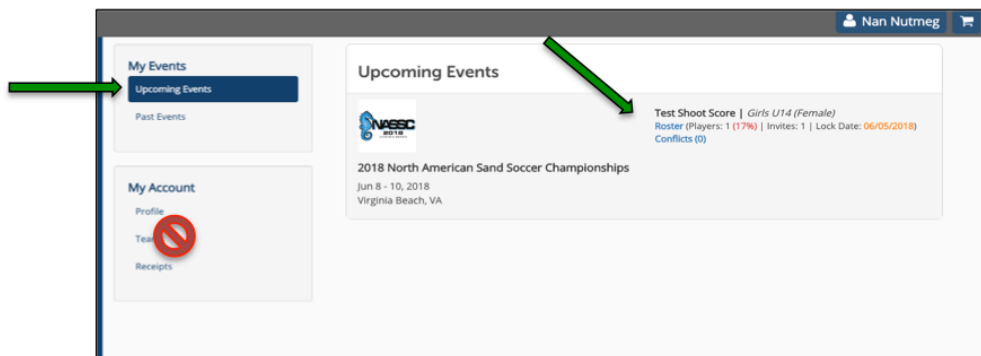 Nan Nutmeg
My Events
Upcoming Events
Past Events
My Account
Profile
Receipts
Upcoming Events
NASSC
2018
Test Shoot Score | Girls U14 (Female)
Roster (Players: 1 (17%) | Invites: 1 | Lock Date: 06/05/2018)
Conflicts (0)
2018 North American Sand Soccer Championships
Jun 8 - 10, 2018
Virginia Beach, VA